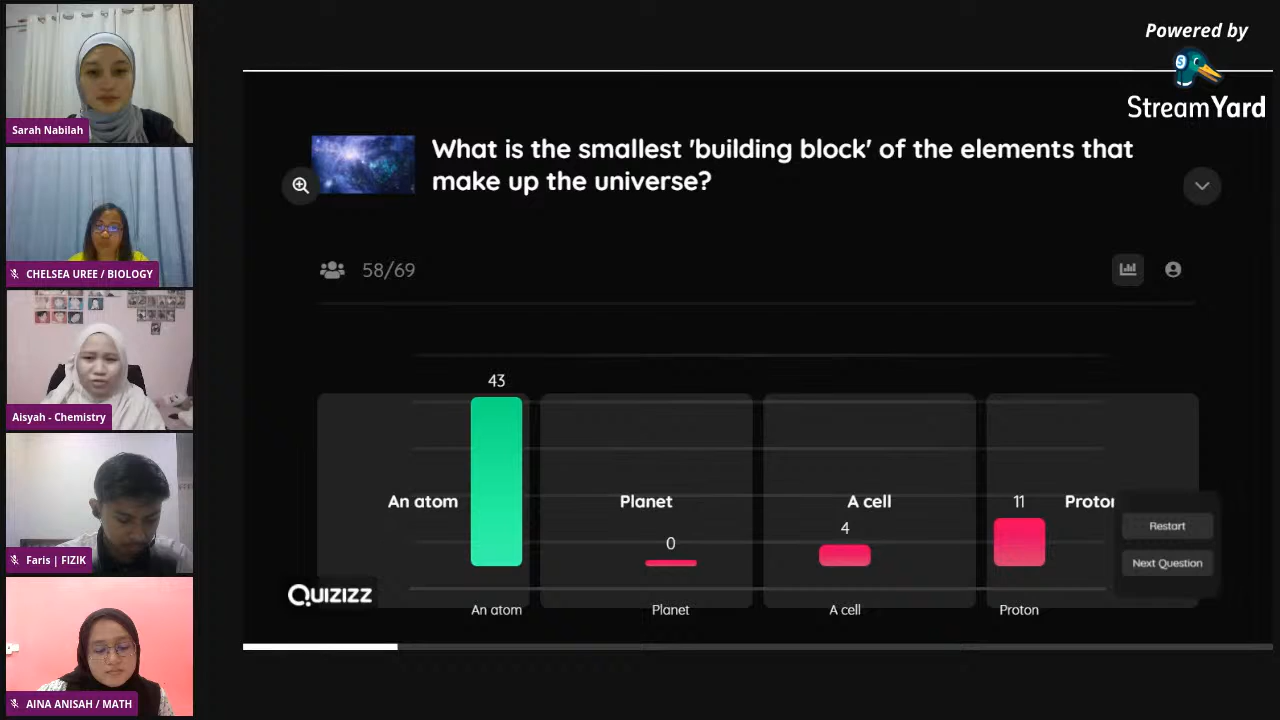 Powered by
StreamYard
Sarah Nabilah
CHELSEA UREE / BIOLOGY
Aisyah - Chemistry
Faris | FIZIK
AINA ANISAH / MATH
What is the smallest 'building block' of the elements that
make up the universe?
58/69
43
0
4
11
An atom
Planet
A cell
Proton
Restart
Next Question
QUIZIZZ
An atom
Planet
A cell
Proton